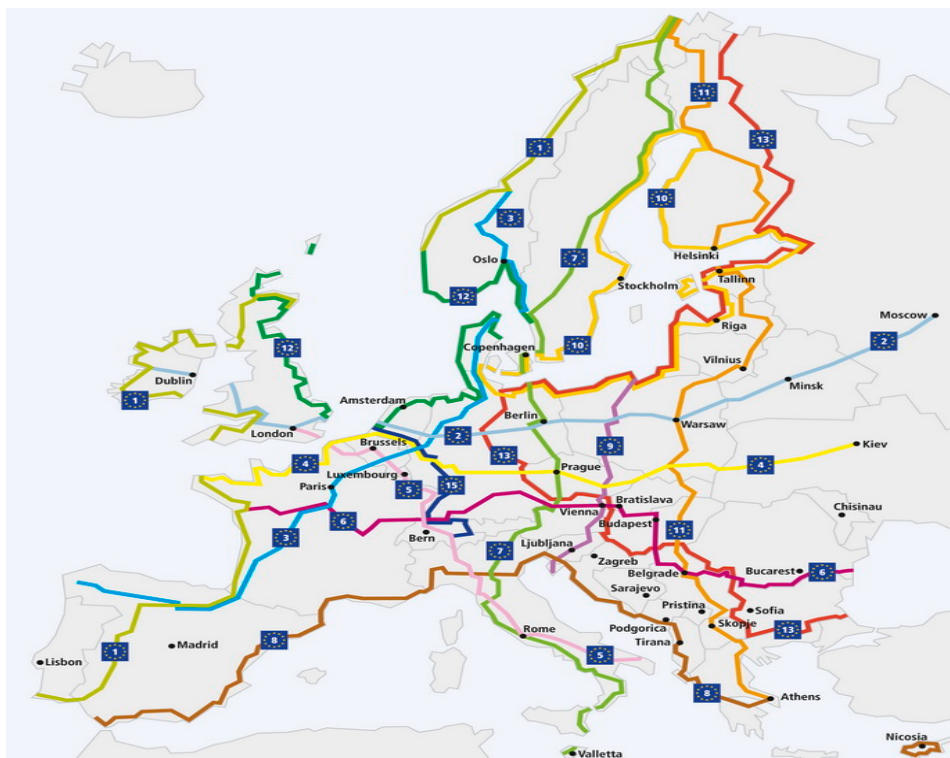 11
1
13
10
3
Oslo
7
Helsinki
Tallinn
Stockholm
12
Moscow
Riga
2
12
Copenhagen
10
Vilnius
Dublin
Minsk
1
Amsterdam
Berlin
Warsaw
London
2
Brussels
9
Kiev
4
13
4
Luxembourg
Prague
Paris
5
15
Bratislava
Chisinau
Vienna
6
Budapest
3
Bern
11
7
Ljubljana
Zagreb
Belgrade
Bucarest
6
Sarajevo
Pristina
Sofia
Rome
Podgorica
Skopje
13
8
Madrid
1
Tirana
Lisbon
5
8
Athens
Nicosia
Valletta